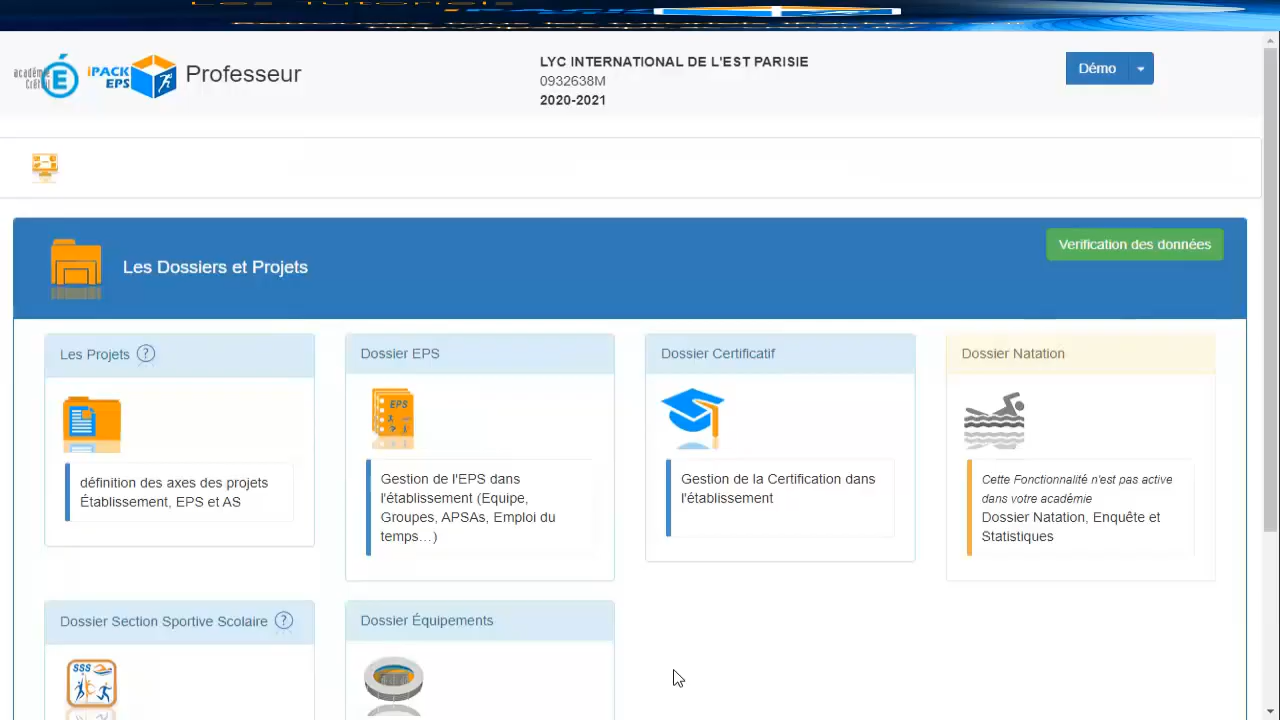 académie
Créteil
iPACK
EPS
Professeur
LYC INTERNATIONAL DE L'EST PARISIE
0932638M
2020-2021
Démo
Les Dossiers et Projets
Verification des données
Les Projets ?
définition des axes des projets
Établissement, EPS et AS
Dossier EPS
EPS
Gestion de l'EPS dans
l'établissement (Equipe,
Groupes, APSAs, Emploi du
temps…)
Dossier Certificatif
Gestion de la Certification dans
l'établissement
Dossier Natation
Cette Fonctionnalité n'est pas active
dans votre académie
Dossier Natation, Enquête et
Statistiques
Dossier Section Sportive Scolaire ?
SSS
Dossier Équipements